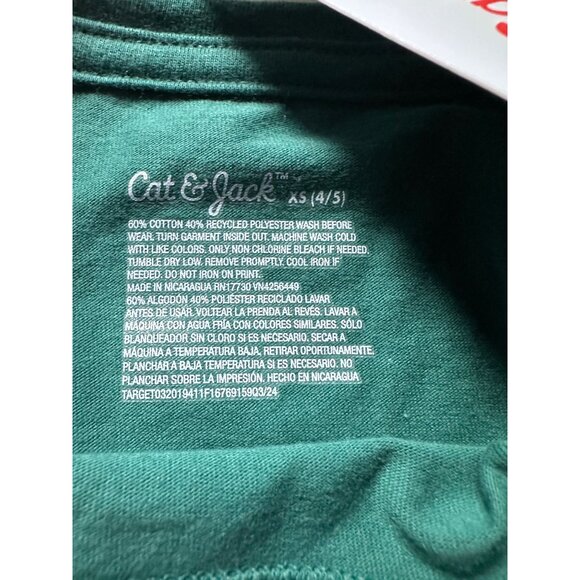 Cat & Jack™ XS (4/5)
60% COTTON 40% RECYCLED POLYESTER WASH BEFORE
WEAR. TURN GARMENT INSIDE OUT. MACHINE WASH COLD
WITH LIKE COLORS. ONLY NON CHLORINE BLEACH IF NEEDED.
TUMBLE DRY LOW. REMOVE PROMPTLY. COOL IRON IF
NEEDED. DO NOT IRON ON PRINT.
MADE IN NICARAGUA RN17730 VN4256449
60% ALGODÓN 40% POLIÉSTER RECICLADO LAVAR
ANTES DE USAR. VOLTEAR LA PRENDA AL REVÉS. LAVAR A
MÁQUINA CON AGUA FRÍA CON COLORES SIMILARES. SÓLO
BLANQUEADOR SIN CLORO SI ES NECESARIO. SECAR A
MÁQUINA A TEMPERATURA BAJA. RETIRAR OPORTUNAMENTE.
PLANCHAR A BAJA TEMPERATURA SI ES NECESARIO. NO
PLANCHAR SOBRE LA IMPRESIÓN. HECHO EN NICARAGUA
TARGET032019411F16769159Q3/24